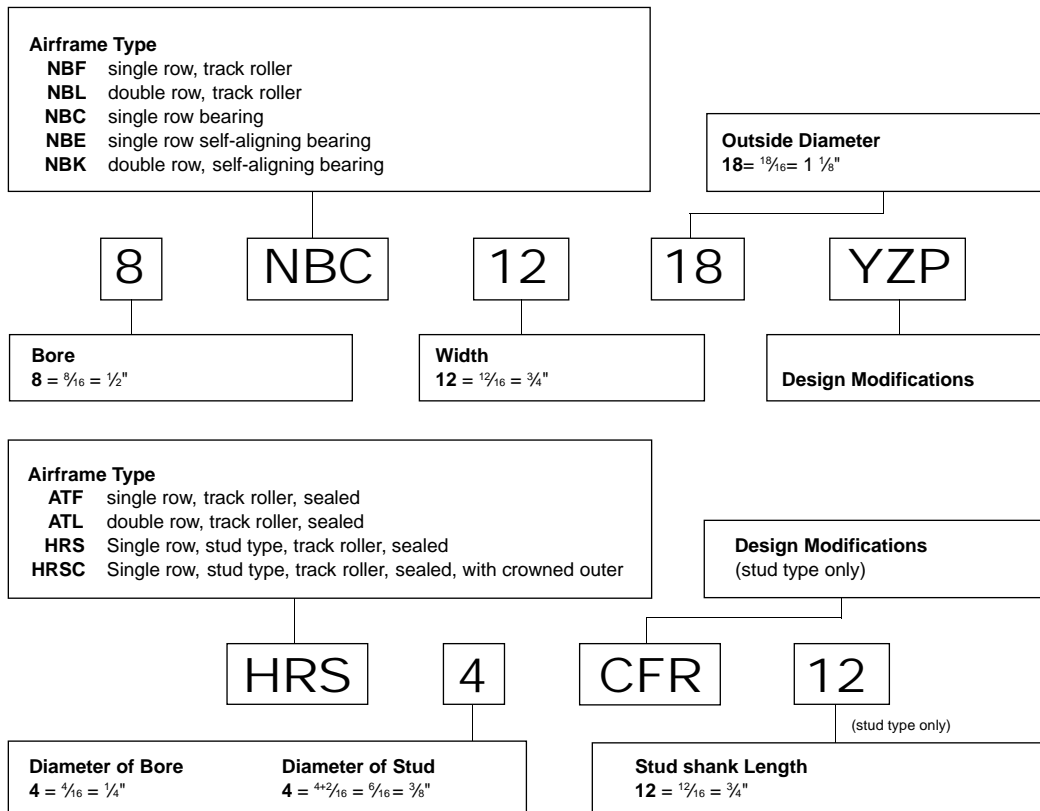 Airframe Type
NBF single row, track roller
NBL double row, track roller
NBC single row bearing
NBE single row self-aligning bearing
NBK double row, self-aligning bearing
Outside Diameter
18= 18/16= 1 1/8"
8 NBC 12 18 YZP
Bore
8 = 8/16 = 1/2"
Width
12 = 12/16 = 3/4"
Design Modifications
Airframe Type
ATF single row, track roller, sealed
ATL double row, track roller, sealed
HRS Single row, stud type, track roller, sealed
HRSC Single row, stud type, track roller, sealed, with crowned outer
Design Modifications
(stud type only)
HRS 4 CFR 12
(stud type only)
Diameter of Bore
4 = 4/16 = 1/4"
Diameter of Stud
4 = 4+2/16 = 6/16 = 3/8"
Stud shank Length
12 = 12/16 = 3/4"